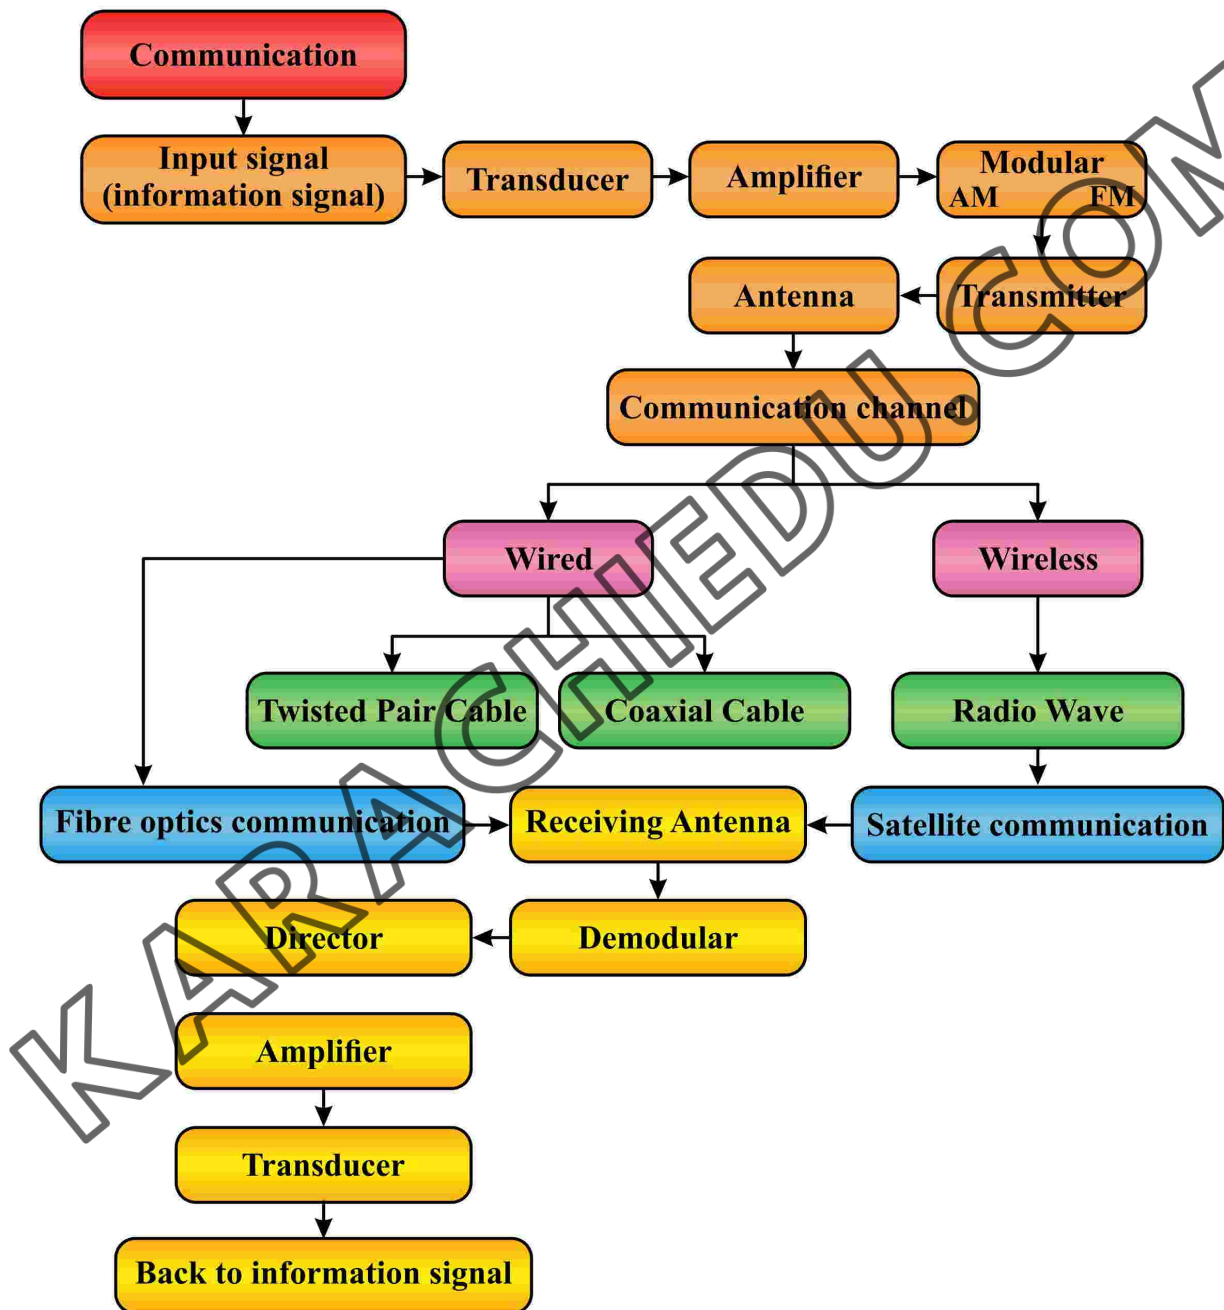 Communication
Input signal
(information signal)
Transducer
Amplifier
Modular
AM FM
Antenna
Transmitter
Communication channel
Wired
Wireless
Twisted Pair Cable
Coaxial Cable
Radio Wave
Fibre optics communication
Receiving Antenna
Satellite communication
Director
Demodular
Amplifier
Transducer
Back to information signal
KARACHIEDU.COM